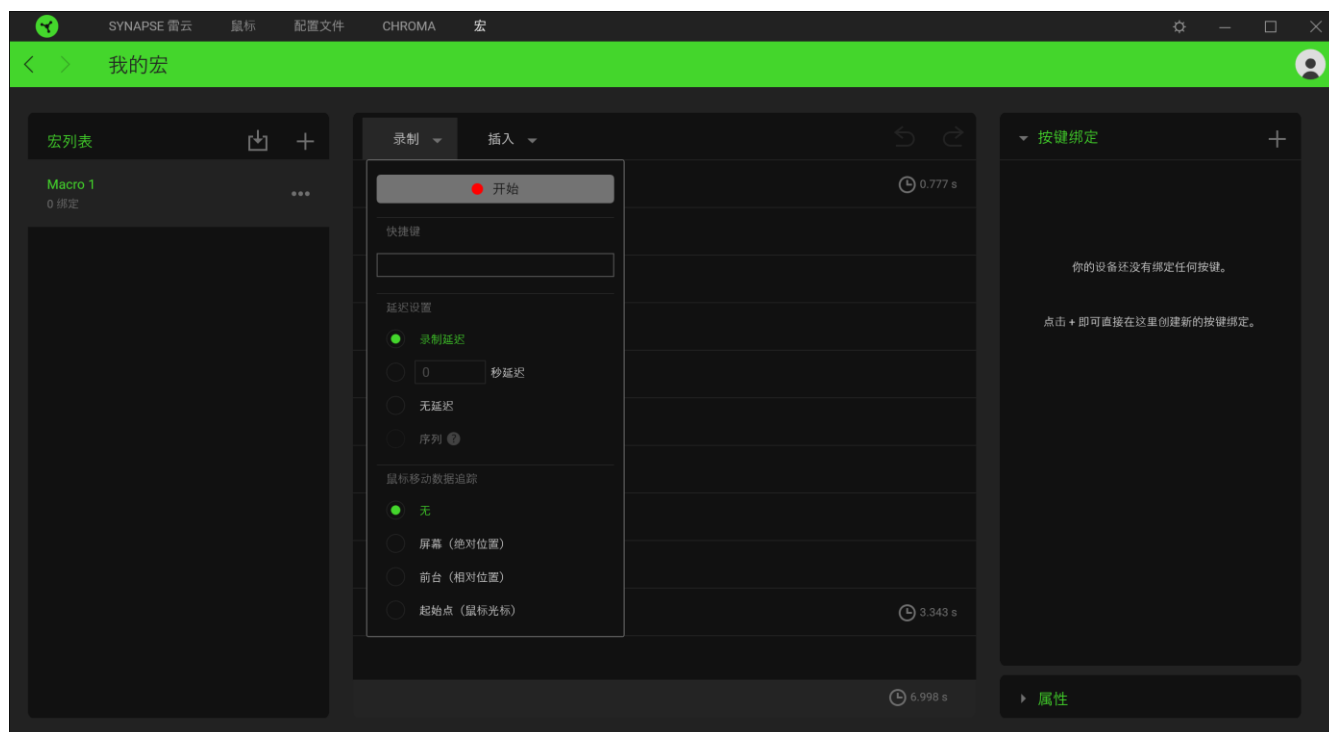 SYNAPSE 雷云 鼠标 配置文件 CHROMA 宏
我的宏
宏列表
Macro 1
0 绑定
录制 插入
开始
0.777 s
快捷键
延迟设置
录制延迟
0 秒延迟
无延迟
序列 ?
鼠标移动数据追踪
无
屏幕（绝对位置）
前台（相对位置）
起始点（鼠标光标）
3.343 s
6.998 s
按键绑定
你的设备还没有绑定任何按键。
点击 + 即可直接在这里创建新的按键绑定。
属性